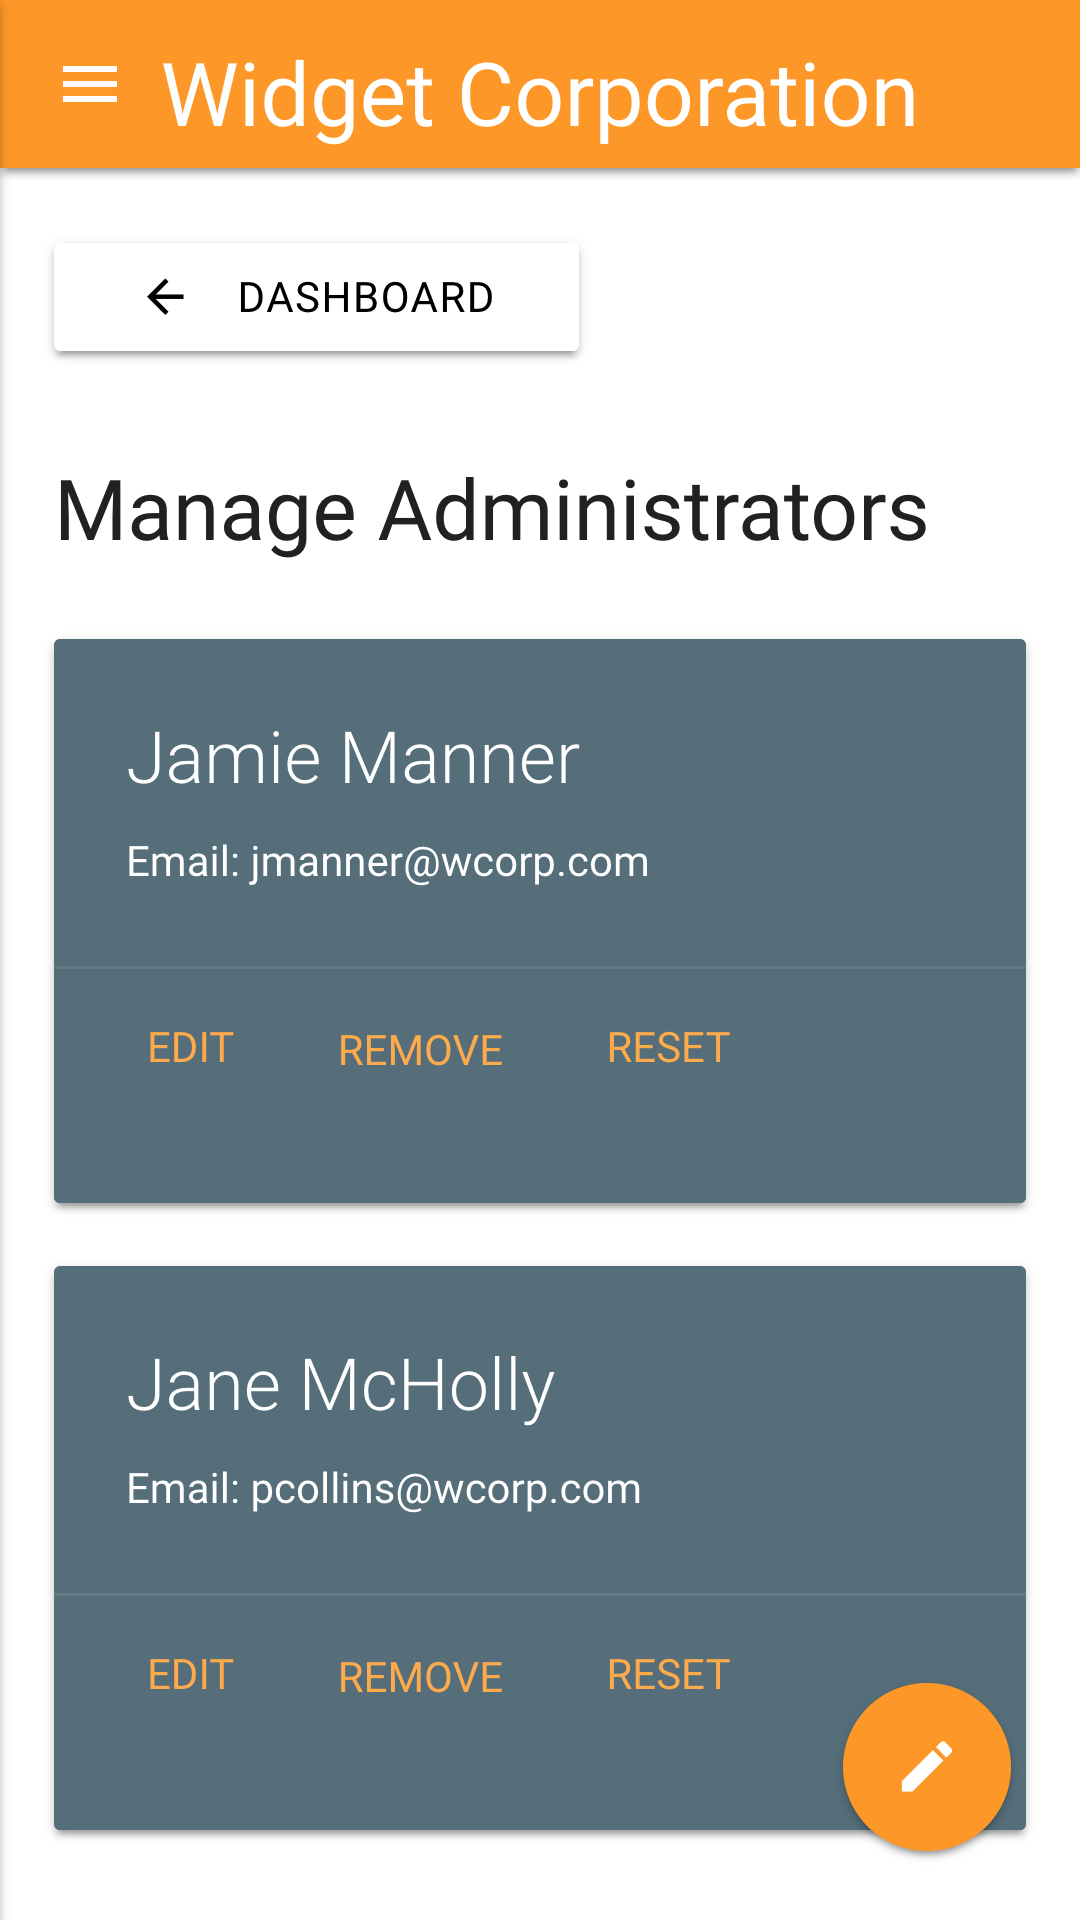 Widget Corporation
DASHBOARD
Manage Administrators
Jamie Manner
Email: jmanner@wcorp.com
EDIT REMOVE RESET
Jane McHolly
Email: pcollins@wcorp.com
EDIT REMOVE RESET